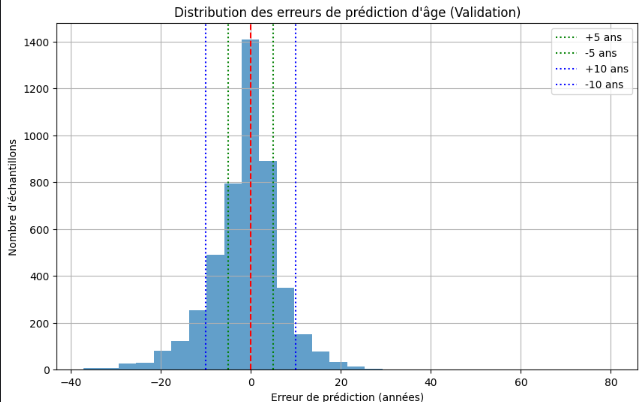 Distribution des erreurs de prédiction d'âge (Validation)
+5 ans
-5 ans
+10 ans
-10 ans
Nombre d'échantillons
1400
1200
1000
800
600
400
200
0
−40
−20
0
20
40
60
80
Erreur de prédiction (années)